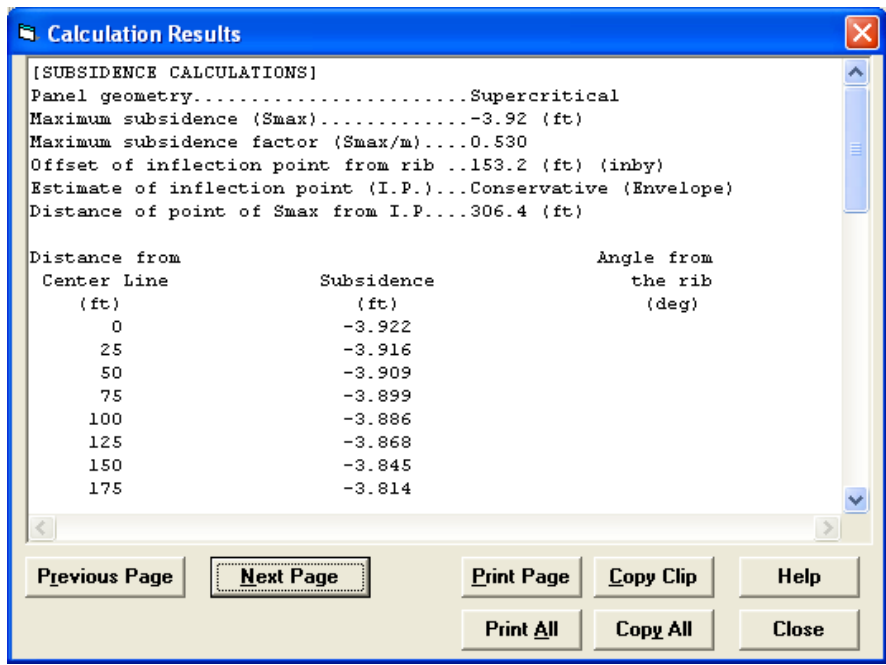 Calculation Results
[SUBSIDENCE CALCULATIONS]
Panel geometry.......................Supercritical
Maximum subsidence (Smax)............-3.92 (ft)
Maximum subsidence factor (Smax/m)....0.530
Offset of inflection point from rib ..153.2 (ft) (inby)
Estimate of inflection point (I.P.)...Conservative (Envelope)
Distance of point of Smax from I.P....306.4 (ft)
Distance from Angle from
Center Line Subsidence the rib
(ft) (ft) (deg)
0 -3.922
25 -3.916
50 -3.909
75 -3.899
100 -3.886
125 -3.868
150 -3.845
175 -3.814
Previous Page Next Page Print Page Copy Clip Help
Print All Copy All Close